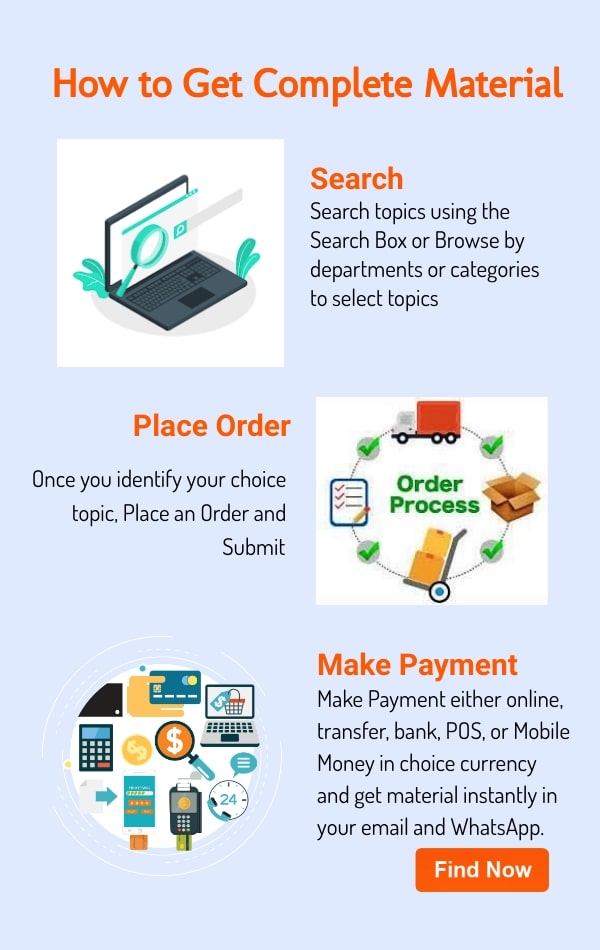 How to Get Complete Material
Search
Search topics using the
Search Box or Browse by
departments or categories
to select topics
Place Order
Once you identify your choice
topic, Place an Order and
Submit
Order
Process
Make Payment
Make Payment either online,
transfer, bank, POS, or Mobile
Money in choice currency
and get material instantly in
your email and WhatsApp.
24
Find Now